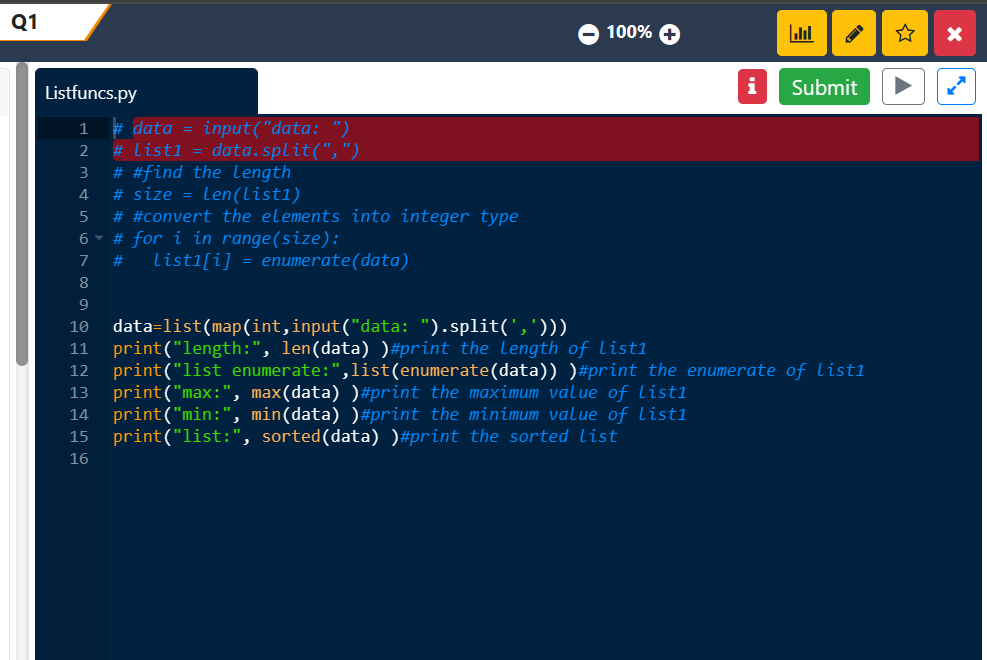 Q1
100%
Listfuncs.py
Submit
1 # data = input("data: ")
2 # list1 = data.split(",")
3 # #find the length
4 # size = len(list1)
5 # #convert the elements into integer type
6 # for i in range(size):
7 #   list1[i] = enumerate(data)
8
9
10 data=list(map(int,input("data: ").split(',')))
11 print("length:", len(data) )#print the length of list1
12 print("list enumerate:",list(enumerate(data)) )#print the enumerate of list1
13 print("max:", max(data) )#print the maximum value of list1
14 print("min:", min(data) )#print the minimum value of list1
15 print("list:", sorted(data) )#print the sorted list
16